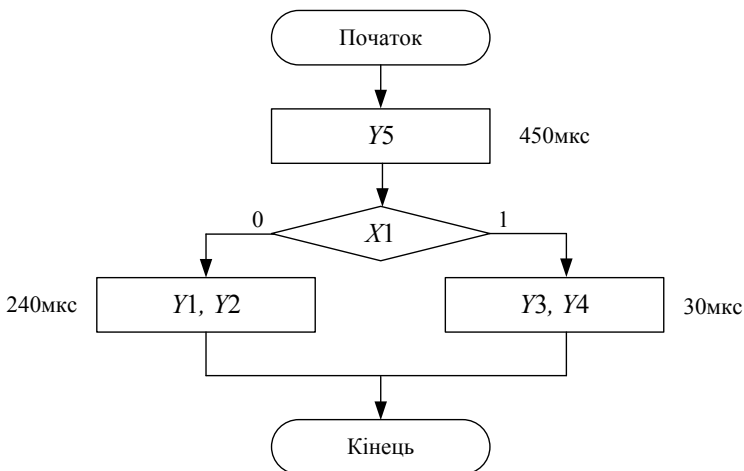 Початок
Y5
450мкс
0
X1
1
240мкс
Y1, Y2
Y3, Y4
30мкс
Кінець